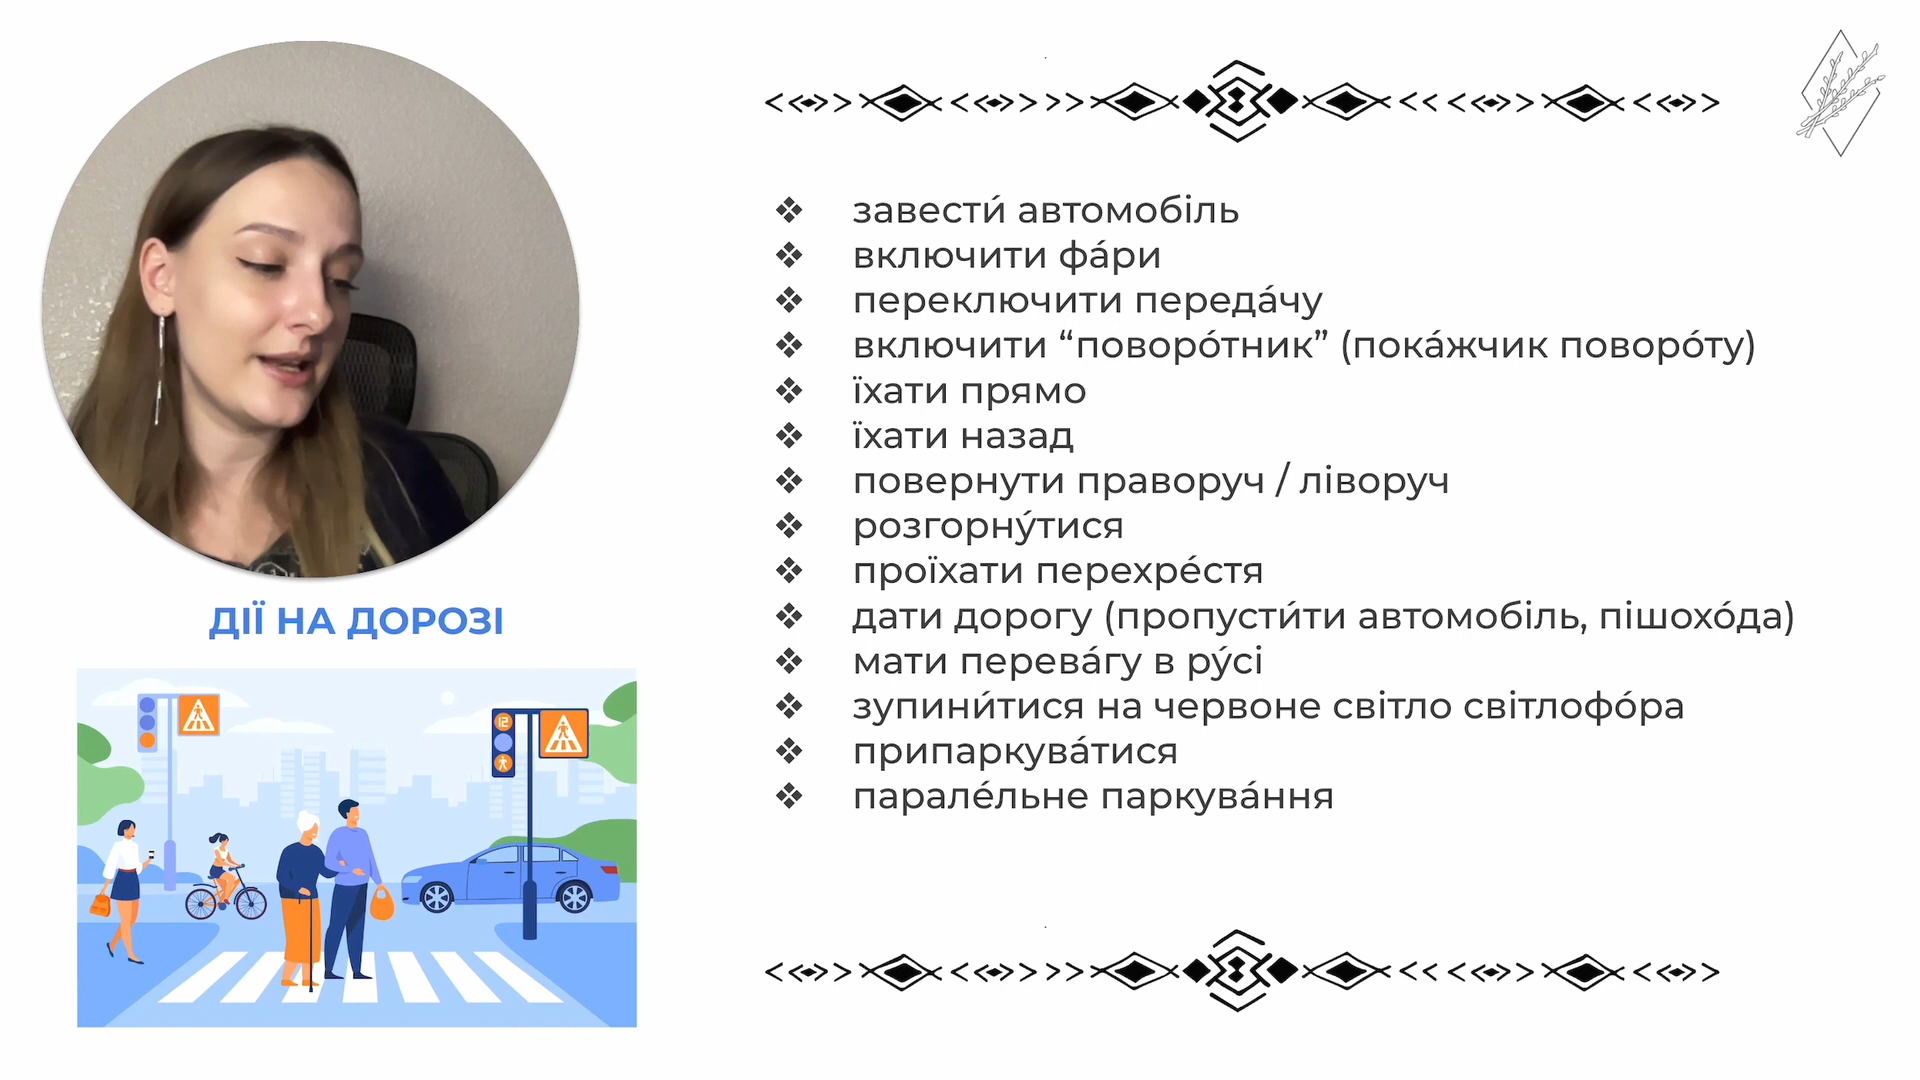 завести́ автомобіль
включити фа́ри
переключити переда́чу
включити “поворо́тник” (пока́жчик поворо́ту)
їхати прямо
їхати назад
повернути праворуч / ліворуч
розгорну́тися
проїхати перехре́стя
дати дорогу (пропусти́ти автомобіль, пішохо́да)
мати перева́гу в ру́сі
зупини́тися на червоне світло світлофо́ра
припаркува́тися
парале́льне паркува́ння
ДІЇ НА ДОРОЗІ
12